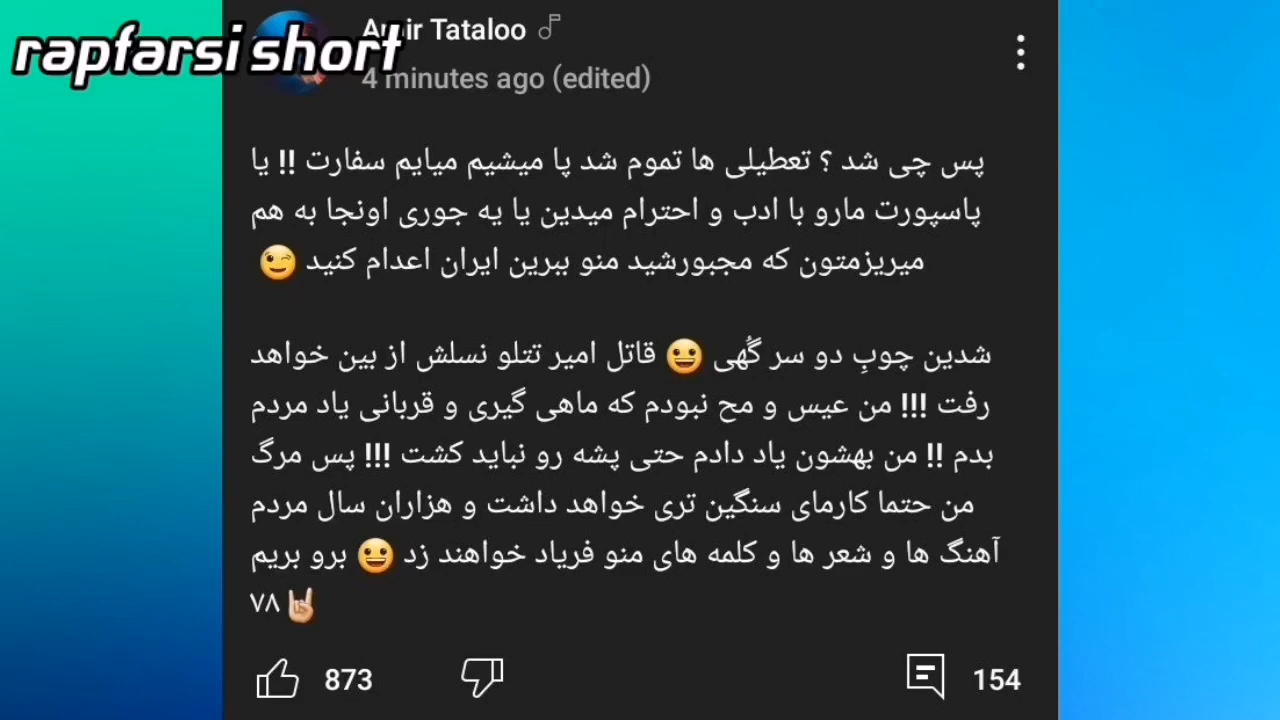 rapfarsi short
Amir Tataloo
4 minutes ago (edited)
پس چی شد ؟ تعطیلی ها تموم شد پا میشیم میایم سفارت !! یا
پاسپورت مارو با ادب و احترام میدین یا یه جوری اونجا به هم
میریزمتون که مجبورشید منو ببرین ایران اعدام کنید 😉
شدین چوبِ دو سر گُهی 😀 قاتل امیر تتلو نسلش از بین خواهد
رفت !!! من عیس و مح نبودم که ماهی گیری و قربانی یاد مردم
بدم !! من بهشون یاد دادم حتی پشه رو نباید کشت !!! پس مرگ
من حتما کارمای سنگین تری خواهد داشت و هزاران سال مردم
آهنگ ها و شعر ها و کلمه های منو فریاد خواهند زد 😀 برو بریم
🤘🏼۷۸
873
154